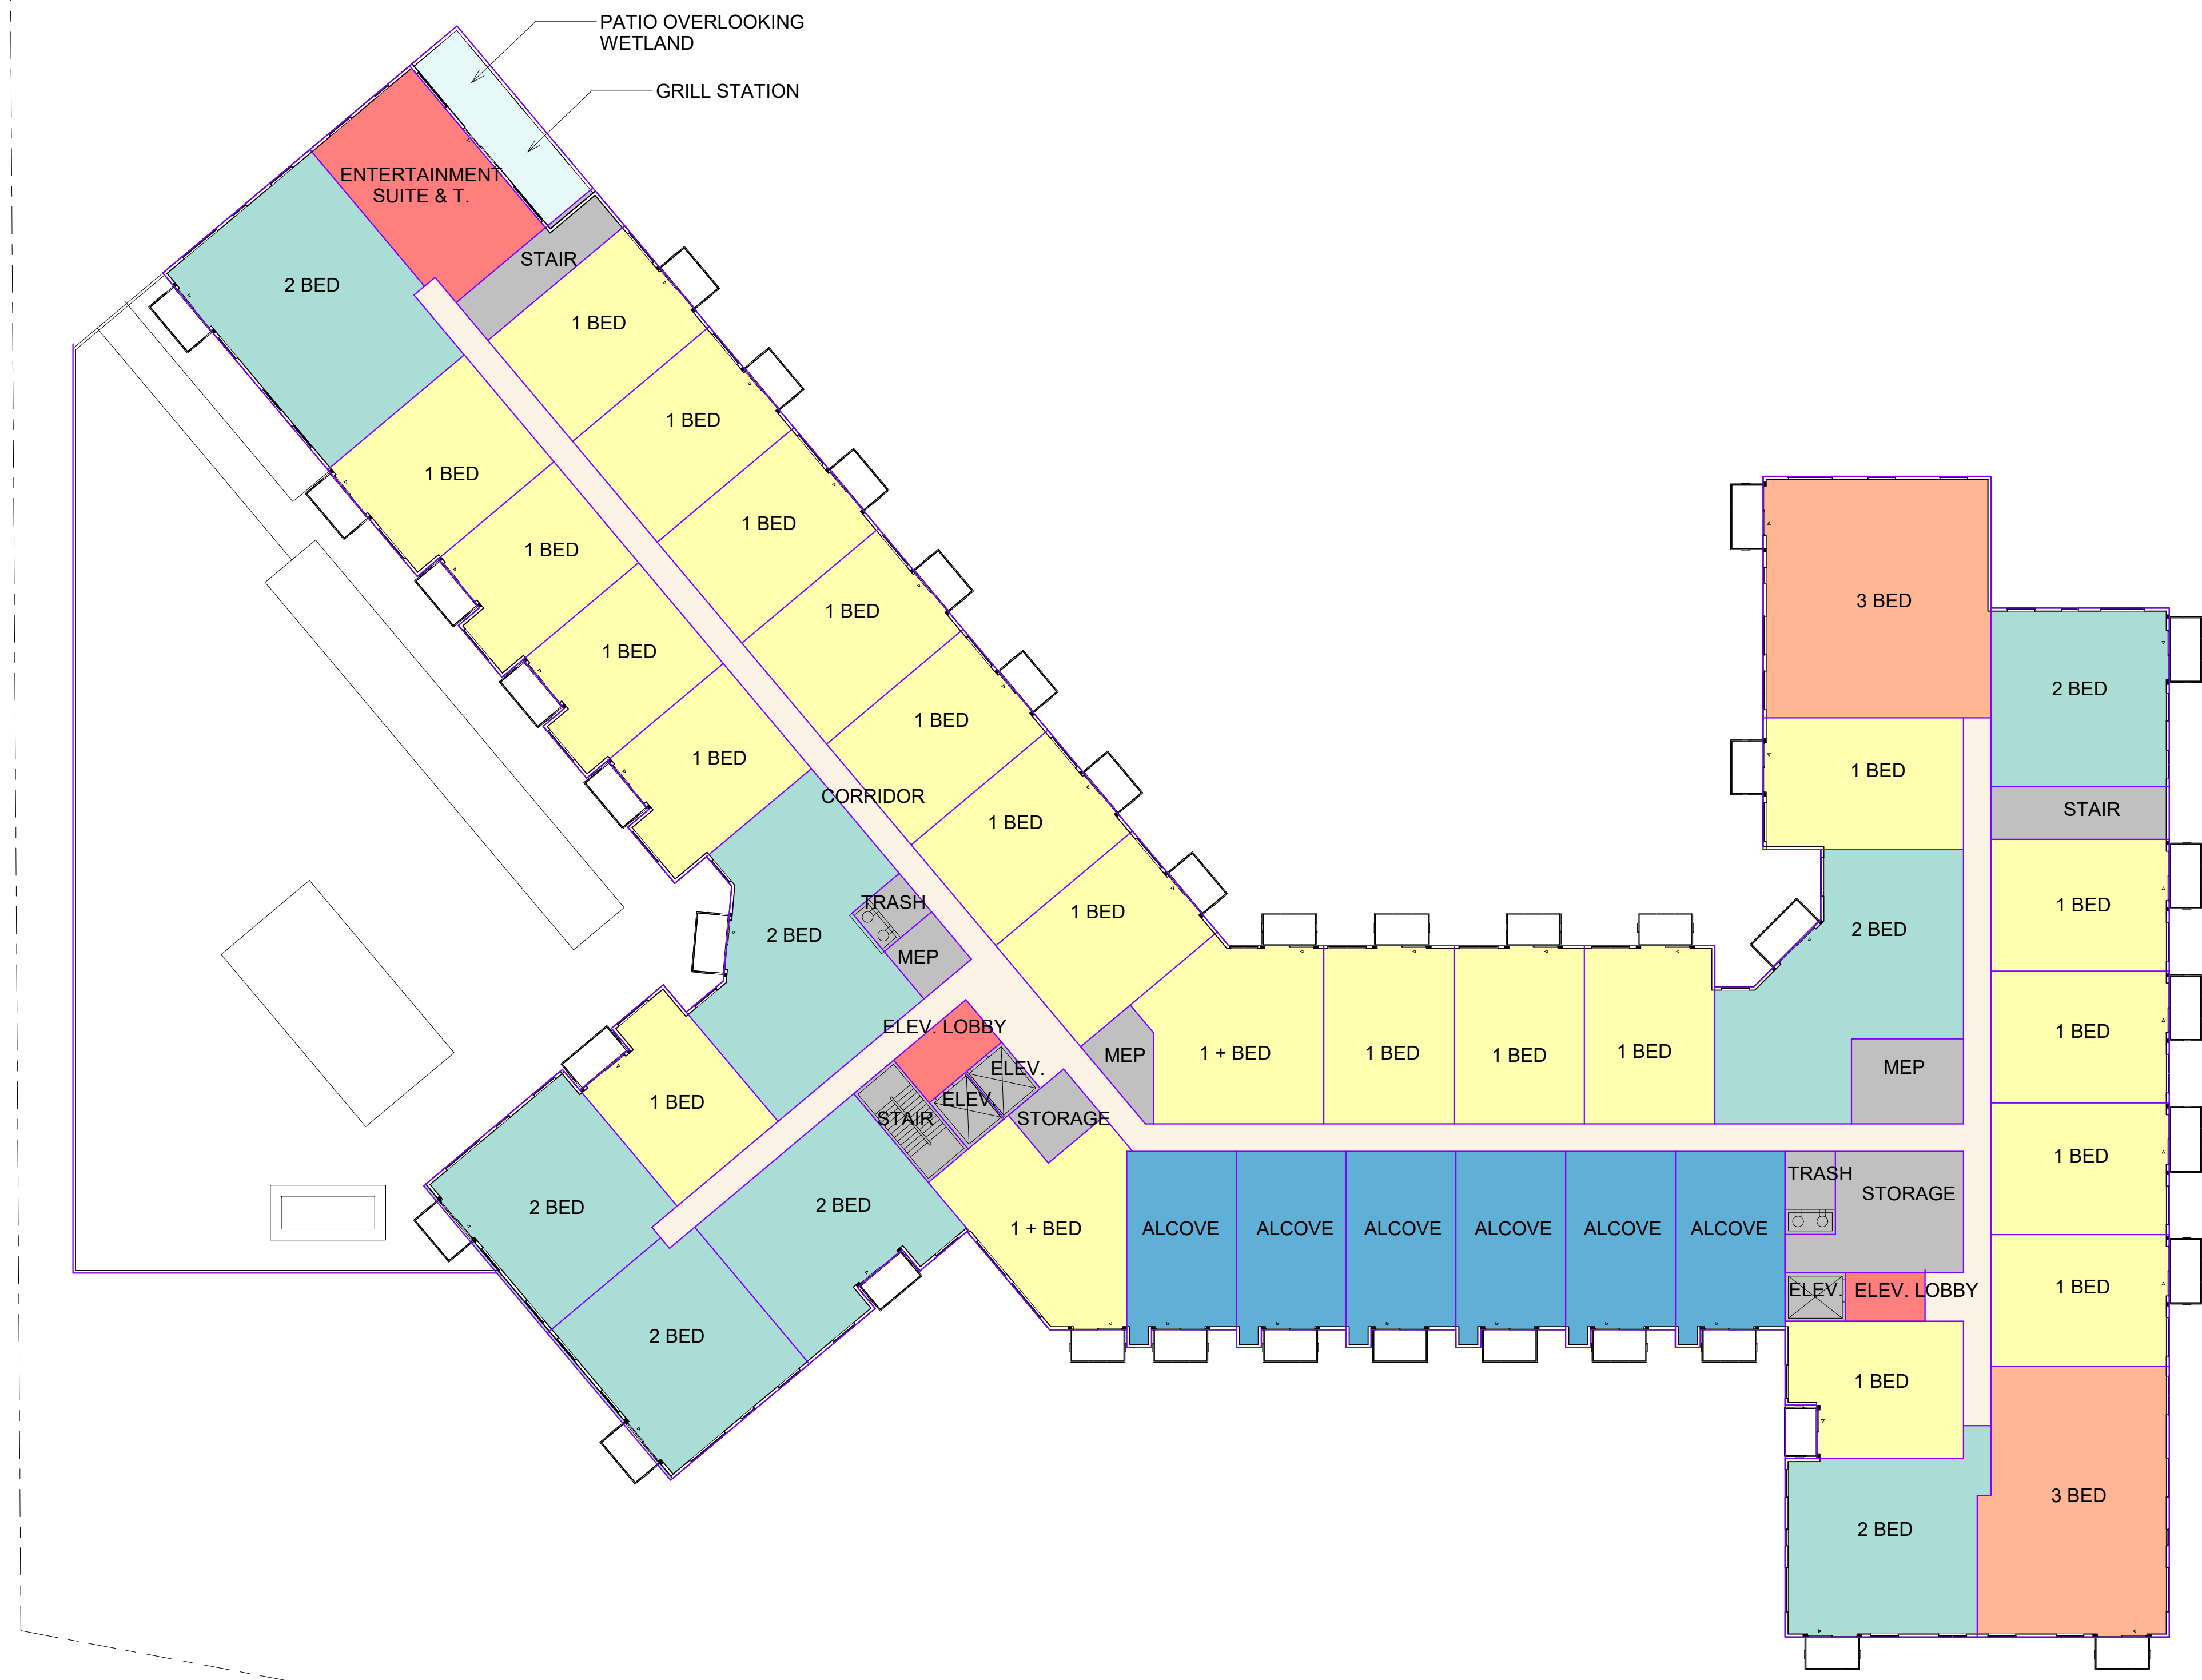 PATIO OVERLOOKING
WETLAND
GRILL STATION
ENTERTAINMENT
SUITE & T.
STAIR
2 BED
1 BED
1 BED
1 BED
1 BED
1 BED
1 BED
3 BED
1 BED
1 BED
2 BED
1 BED
1 BED
1 BED
CORRIDOR
STAIR
1 BED
TRASH
1 BED
1 BED
2 BED
2 BED
MEP
ELEV. LOBBY
1 BED
MEP
1 + BED
1 BED
1 BED
1 BED
MEP
ELEV.
ELEV.
1 BED
STAIR
STORAGE
1 BED
TRASH
STORAGE
2 BED
2 BED
1 + BED
ALCOVE
ALCOVE
ALCOVE
ALCOVE
ALCOVE
ALCOVE
ELEV.
ELEV. LOBBY
1 BED
2 BED
1 BED
3 BED
2 BED